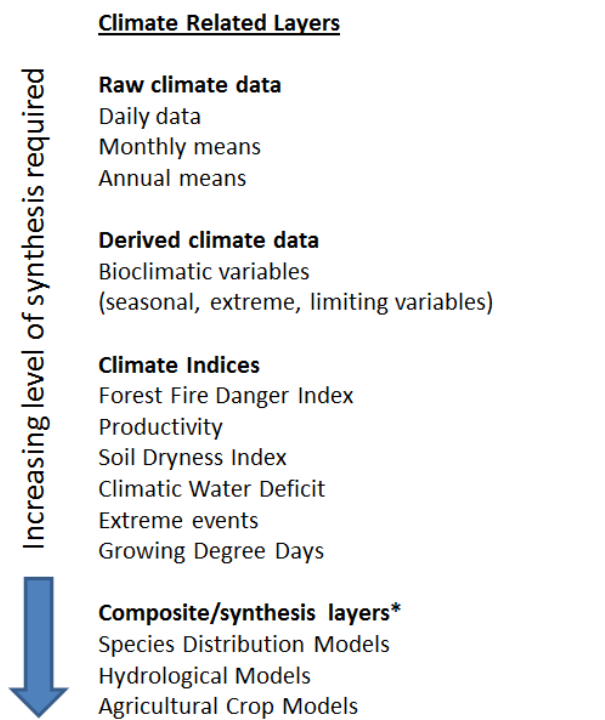 Climate Related Layers
Increasing level of synthesis required
Raw climate data
Daily data
Monthly means
Annual means
Derived climate data
Bioclimatic variables
(seasonal, extreme, limiting variables)
Climate Indices
Forest Fire Danger Index
Productivity
Soil Dryness Index
Climatic Water Deficit
Extreme events
Growing Degree Days
Composite/synthesis layers*
Species Distribution Models
Hydrological Models
Agricultural Crop Models